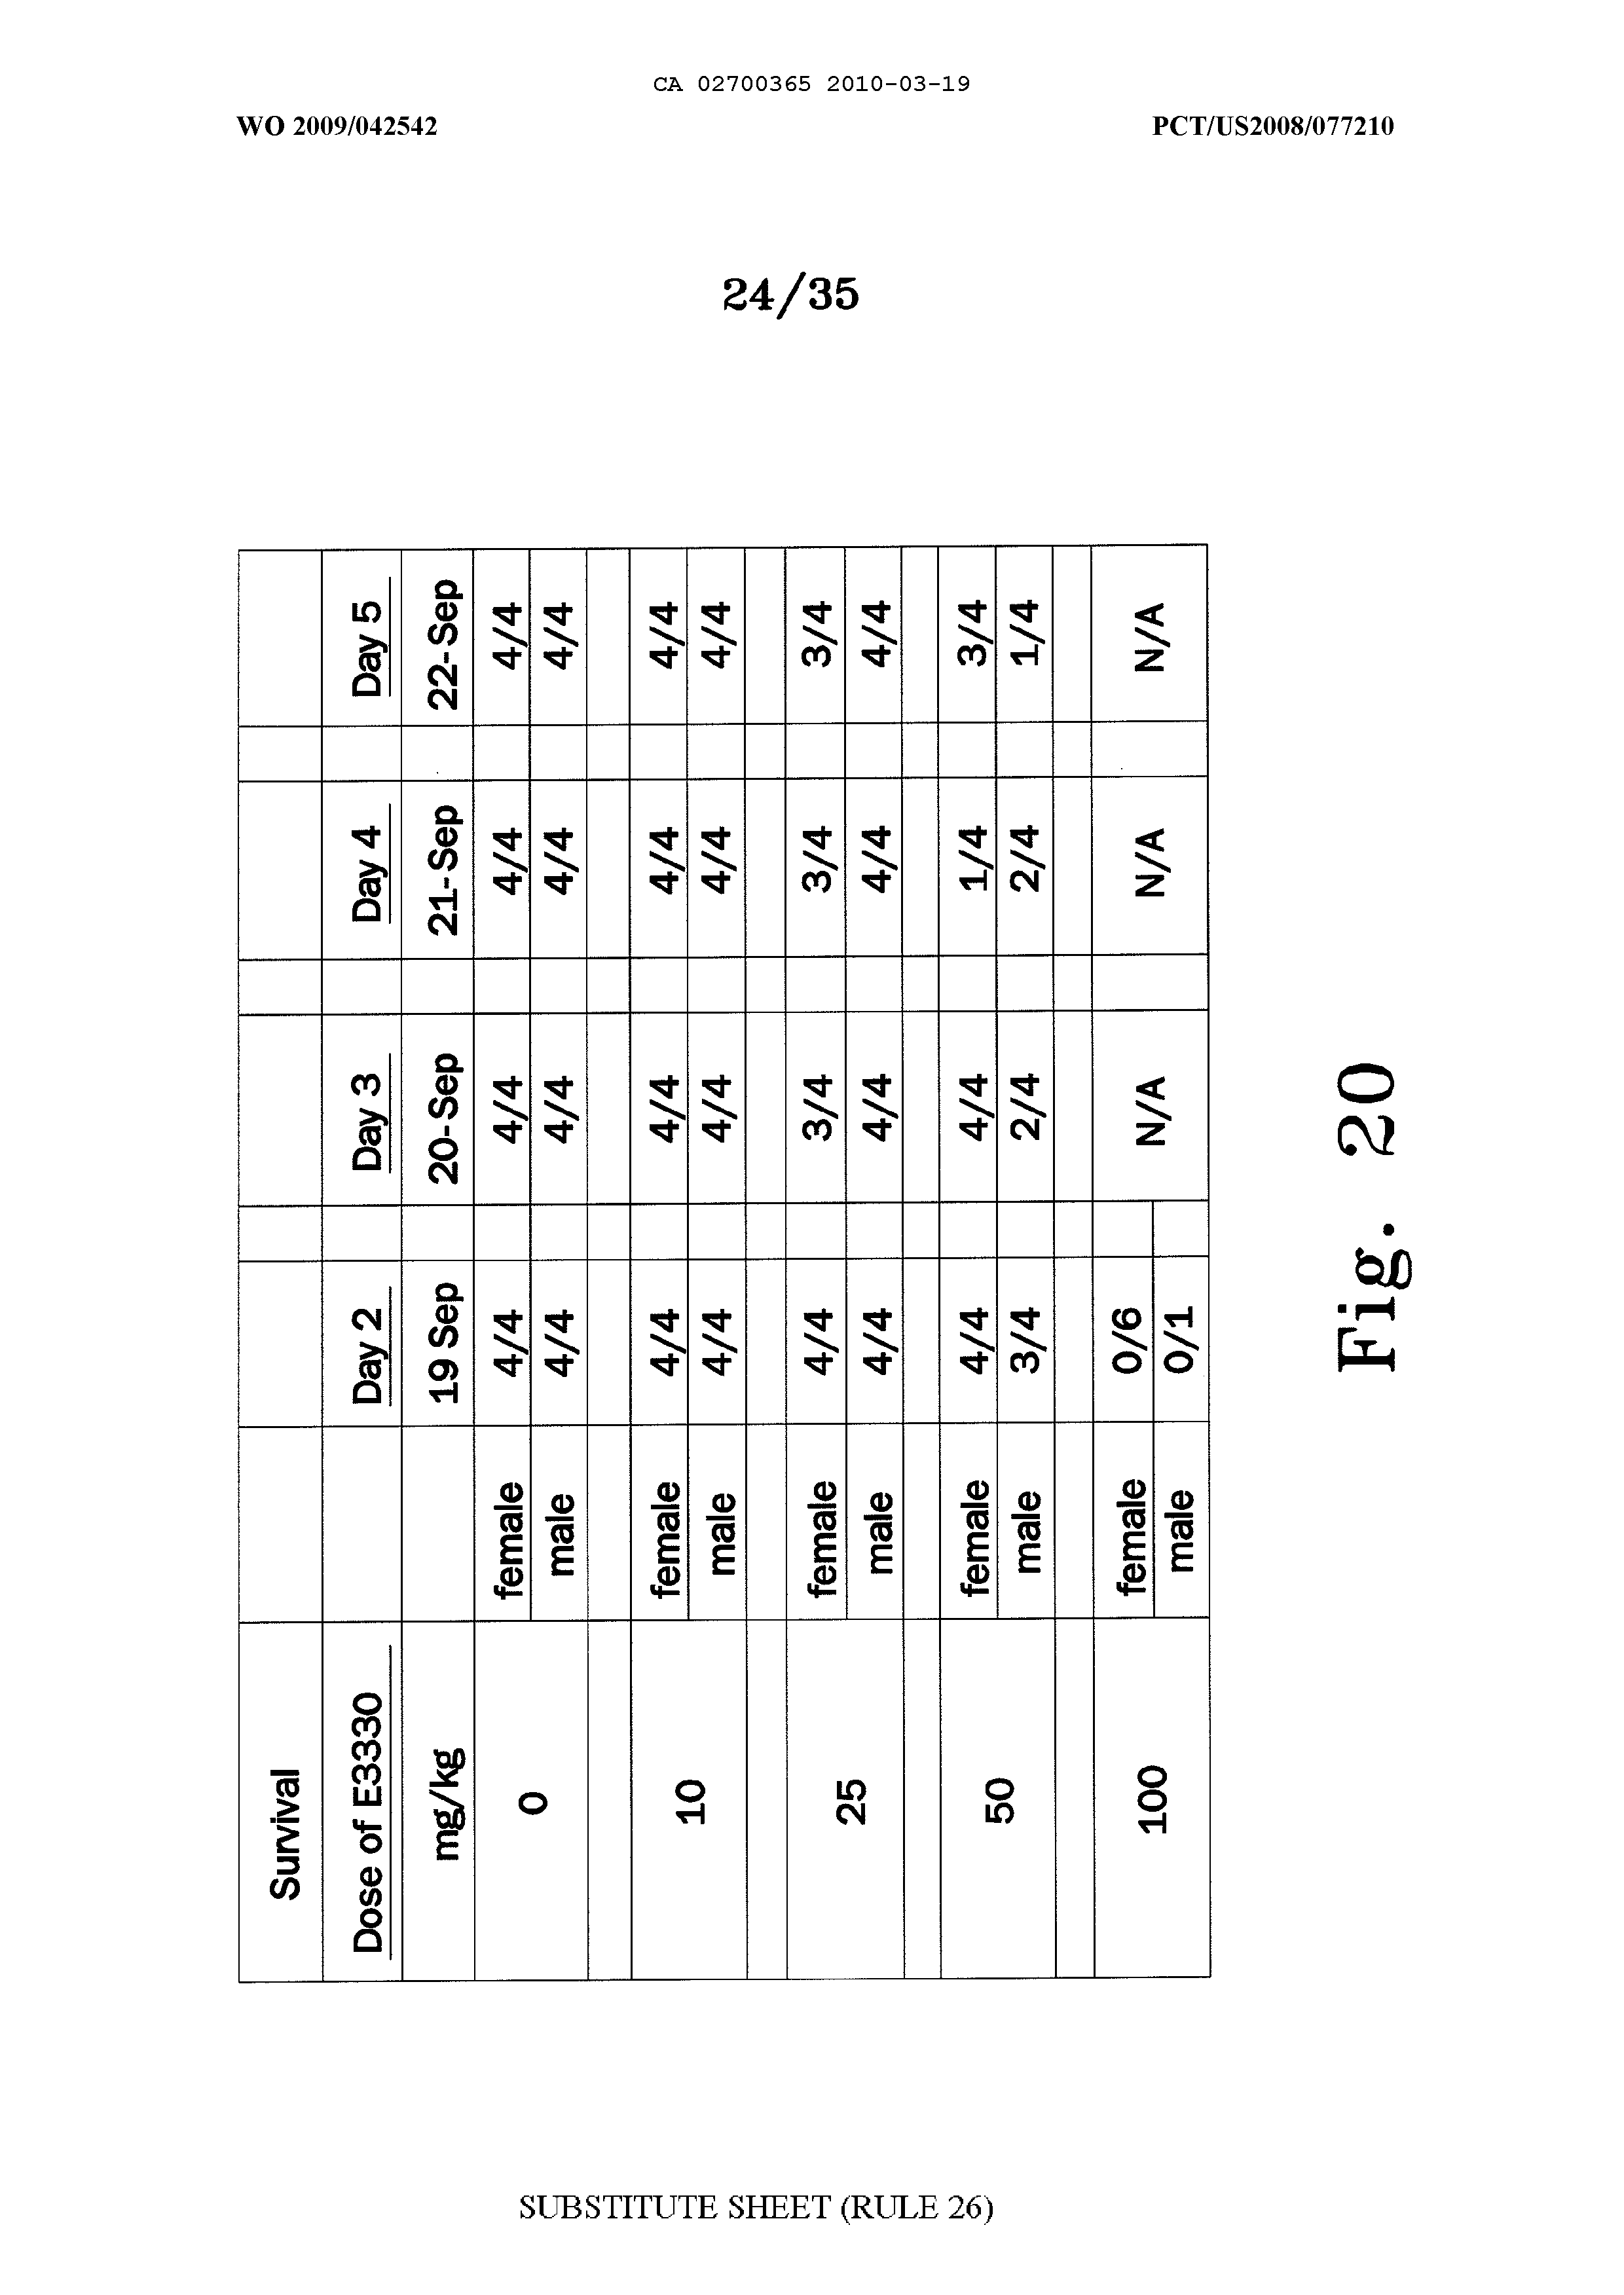 CA 02700365 2010-03-19
WO 2009/042542 PCT/US2008/077210
24/35
Survival
Dose of E3330 Day 2 Day 3 Day 4 Day 5
mg/kg 19 Sep 20-Sep 21-Sep 22-Sep
0 female 4/4 4/4 4/4 4/4
male 4/4 4/4 4/4 4/4
10 female 4/4 4/4 4/4 4/4
male 4/4 4/4 4/4 4/4
25 female 4/4 3/4 3/4 3/4
male 4/4 4/4 4/4 4/4
50 female 4/4 4/4 1/4 3/4
male 3/4 2/4 2/4 1/4
100 female 0/6 N/A N/A N/A
male 0/1
Fig. 20
SUBSTITUTE SHEET (RULE 26)